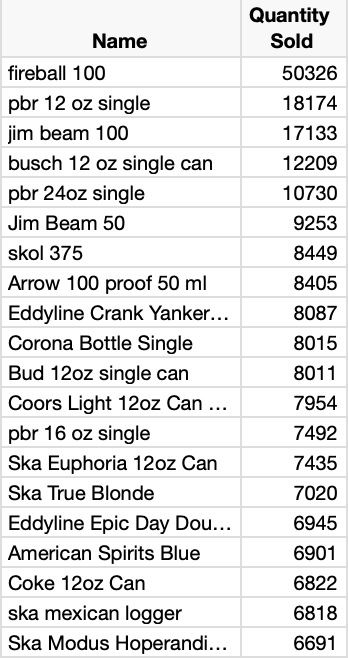 Name Quantity Sold
fireball 100 50326
pbr 12 oz single 18174
jim beam 100 17133
busch 12 oz single can 12209
pbr 24oz single 10730
Jim Beam 50 9253
skol 375 8449
Arrow 100 proof 50 ml 8405
Eddyline Crank Yanker… 8087
Corona Bottle Single 8015
Bud 12oz single can 8011
Coors Light 12oz Can … 7954
pbr 16 oz single 7492
Ska Euphoria 12oz Can 7435
Ska True Blonde 7020
Eddyline Epic Day Dou… 6945
American Spirits Blue 6901
Coke 12oz Can 6822
ska mexican logger 6818
Ska Modus Hoperandi… 6691